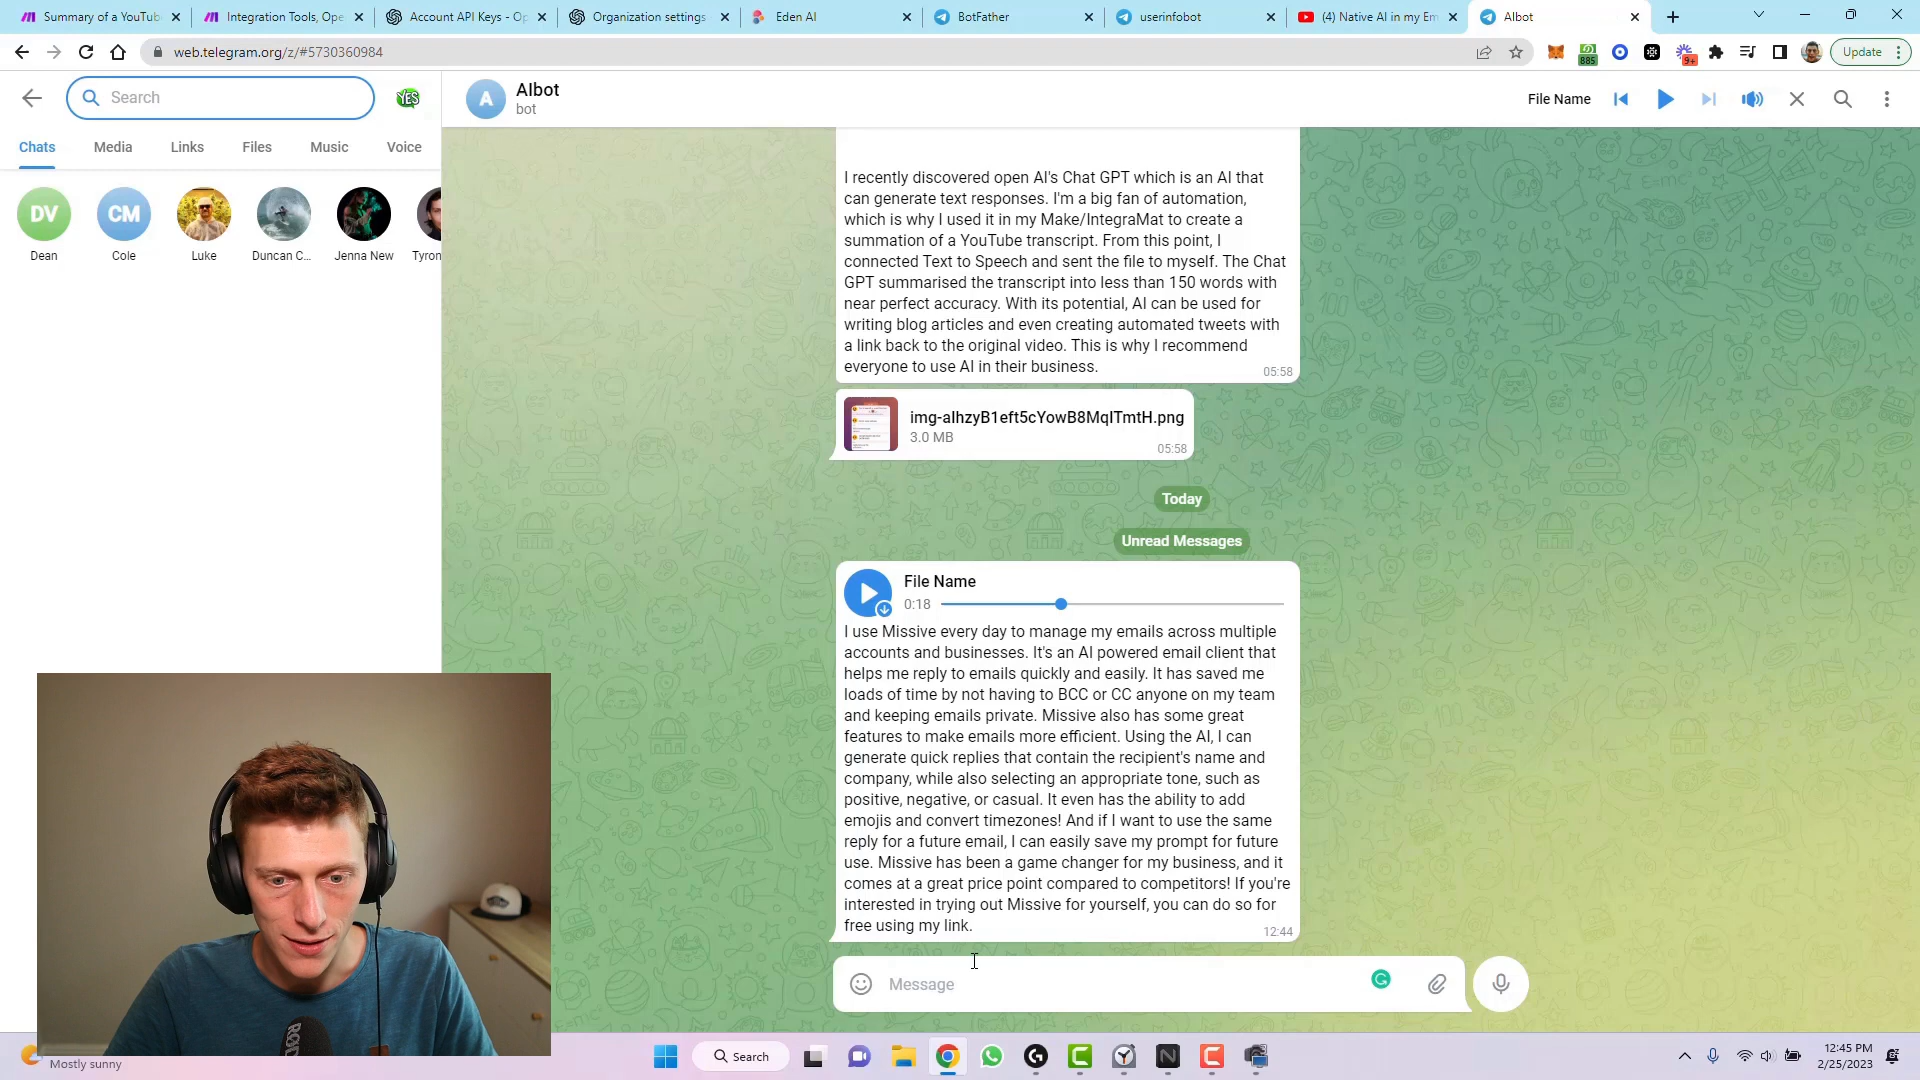 Summary of a YouTub
Integration Tools, Ope
Account API Keys - Op
Organization settings
Eden AI
BotFather
userinfobot
(4) Native AI in my Em
AIbot
web.telegram.org/z/#5730360984
885
9+
Update
Search
YES
A
AIbot
bot
File Name
Chats
Media
Links
Files
Music
Voice
DV
CM
Dean
Cole
Luke
Duncan C...
Jenna New
Tyron
I recently discovered open AI's Chat GPT which is an AI that
can generate text responses. I'm a big fan of automation,
which is why I used it in my Make/IntegraMat to create a
summation of a YouTube transcript. From this point, I
connected Text to Speech and sent the file to myself. The Chat
GPT summarised the transcript into less than 150 words with
near perfect accuracy. With its potential, AI can be used for
writing blog articles and even creating automated tweets with
a link back to the original video. This is why I recommend
everyone to use AI in their business.
05:58
img-aIhzyB1eft5cYowB8MqITmtH.png
3.0 MB
05:58
Today
Unread Messages
File Name
0:18
I use Missive every day to manage my emails across multiple
accounts and businesses. It's an AI powered email client that
helps me reply to emails quickly and easily. It has saved me
loads of time by not having to BCC or CC anyone on my team
and keeping emails private. Missive also has some great
features to make emails more efficient. Using the AI, I can
generate quick replies that contain the recipient's name and
company, while also selecting an appropriate tone, such as
positive, negative, or casual. It even has the ability to add
emojis and convert timezones! And if I want to use the same
reply for a future email, I can easily save my prompt for future
use. Missive has been a game changer for my business, and it
comes at a great price point compared to competitors! If you're
interested in trying out Missive for yourself, you can do so for
free using my link.
12:44
Message
Mostly sunny
Search
12:45 PM
2/25/2023